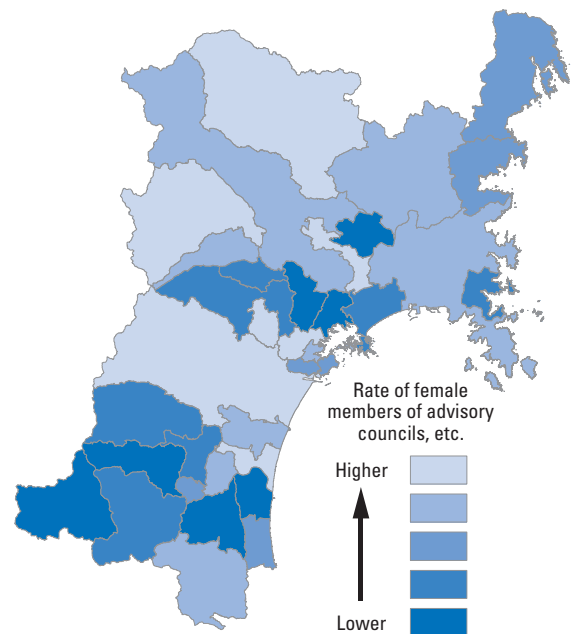 Rate of female
members of advisory
councils, etc.
Higher
Lower